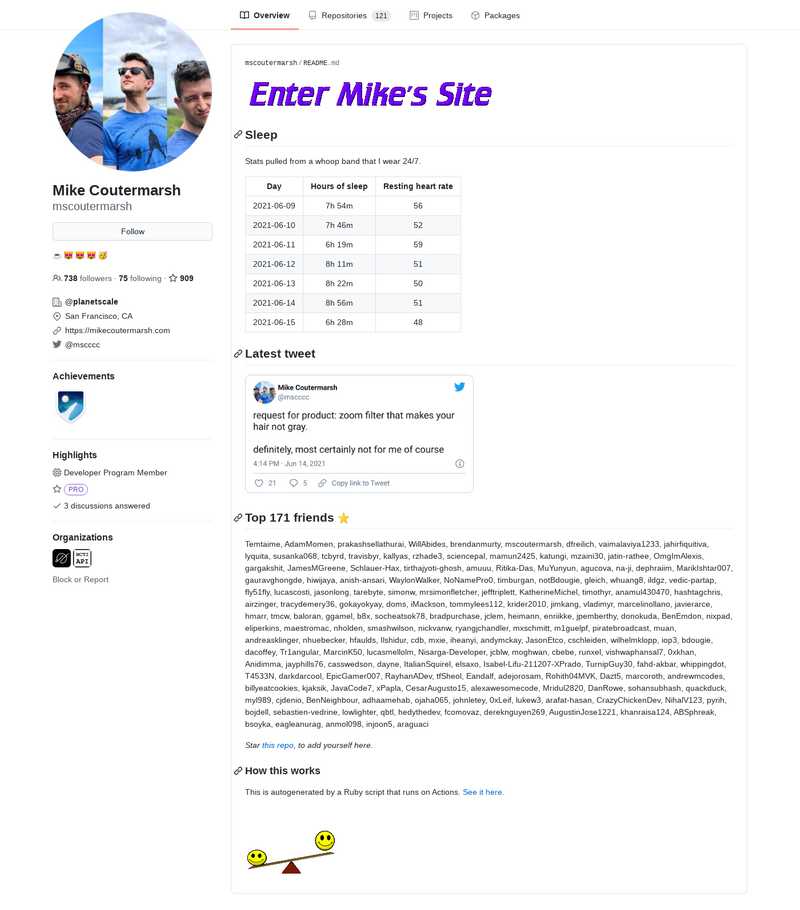 Overview
Repositories 121
Projects
Packages
Mike Coutermarsh
mscoutermarsh
Follow
738 followers · 75 following · 909
@planetscale
San Francisco, CA
https://mikecoutermarsh.com
@mscccc
Achievements
Highlights
Developer Program Member
PRO
3 discussions answered
Organizations
MCTJ
API
Block or Report
mscoutermarsh / README.md
Enter Mike's Site
Sleep
Stats pulled from a whoop band that I wear 24/7.
Day Hours of sleep Resting heart rate
2021-06-09 7h 54m 56
2021-06-10 7h 46m 52
2021-06-11 6h 19m 59
2021-06-12 8h 11m 51
2021-06-13 8h 22m 50
2021-06-14 8h 56m 51
2021-06-15 6h 28m 48
Latest tweet
Mike Coutermarsh
@mscccc
request for product: zoom filter that makes your
hair not gray.
definitely, most certainly not for me of course
4:14 PM · Jun 14, 2021
21 5 Copy link to Tweet
Top 171 friends
Temtaime, AdamMomen, prakashsellathurai, WillAbides, brendanmurty, mscoutermarsh, dfreilich, vaimalaviya1233, jahirfiquitiva,
lyquita, susanka068, tcbyrd, travisbyr, kallyas, rzhade3, sciencepal, mamun2425, katungi, mzaini30, jatin-rathee, OmgImAlexis,
gargakshit, JamesMGreene, Schlauer-Hax, tirthajyoti-ghosh, amuuu, Ritika-Das, MuYunyun, agucova, na-ji, dephraiim, MarikIshtar007,
gauravghongde, hiwijaya, anish-ansari, WaylonWalker, NoNamePro0, timburgan, notBdougie, gleich, whuang8, ildgz, vedic-partap,
fly51fly, lucascosti, jasonlong, tarebyte, simonw, mrsimonfletcher, jefftriplett, KatherineMichel, timothyr, anamul430470, hashtagchris,
airzinger, tracydemery36, gokayokyay, doms, iMackson, tommylees112, krider2010, jimkang, vladimyr, marcelinollano, javierarce,
hmarr, tmcw, baloran, ggamel, b8x, socheatsok78, bradpurchase, jclem, heimann, enriikke, jpemberthy, donokuda, BenEmdon, nixpad,
eliperkins, maestromac, nholden, smashwilson, nickvanw, ryangjchandler, mxschmitt, m1guelpf, piratebroadcast, muan,
andreasklinger, nhuebecker, hfaulds, llshidur, cdb, mxie, iheanyi, andymckay, JasonEtco, cschleiden, wilhelmklopp, iop3, bdougie,
dacoffey, Tr1angular, MarcinK50, lucasmellolm, Nisarga-Developer, jcblw, moghwan, cbebe, runxel, vishwaphansal7, 0xkhan,
Anidimma, jayphills76, casswedson, dayne, ItalianSquirel, elsaxo, Isabel-Lifu-211207-XPrado, TurnipGuy30, fahd-akbar, whippingdot,
T4533N, darkdarcool, EpicGamer007, RayhanADev, tfSheol, Eandalf, adejorosam, Rohith04MVK, Dazt5, marcoroth, andrewmcodes,
billyeatcookies, kjaksik, JavaCode7, xPapla, CesarAugusto15, alexawesomecode, Mridul2820, DanRowe, sohansubhash, quackduck,
myl989, cjdenio, BenNeighbour, adhaamehab, ojaha065, johnletey, 0xLeif, lukew3, arafat-hasan, CrazyChickenDev, NihalV123, pyrih,
bojdell, sebastien-vedrine, lowlighter, qbtl, hedythedev, fcomovaz, dereknguyen269, AugustinJose1221, khanraisa124, ABSphreak,
bsoyka, eagleanurag, anmol098, injoon5, araguaci
Star this repo, to add yourself here.
How this works
This is autogenerated by a Ruby script that runs on Actions. See it here.